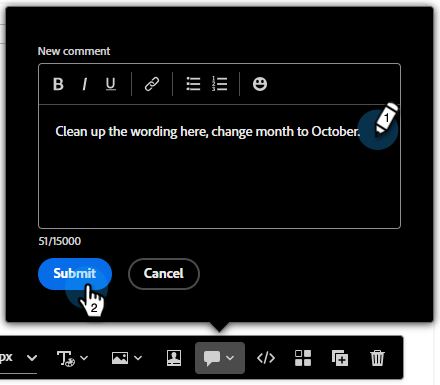 New comment
B I U
Clean up the wording here, change month to October.
1
51/15000
Submit Cancel
2
px